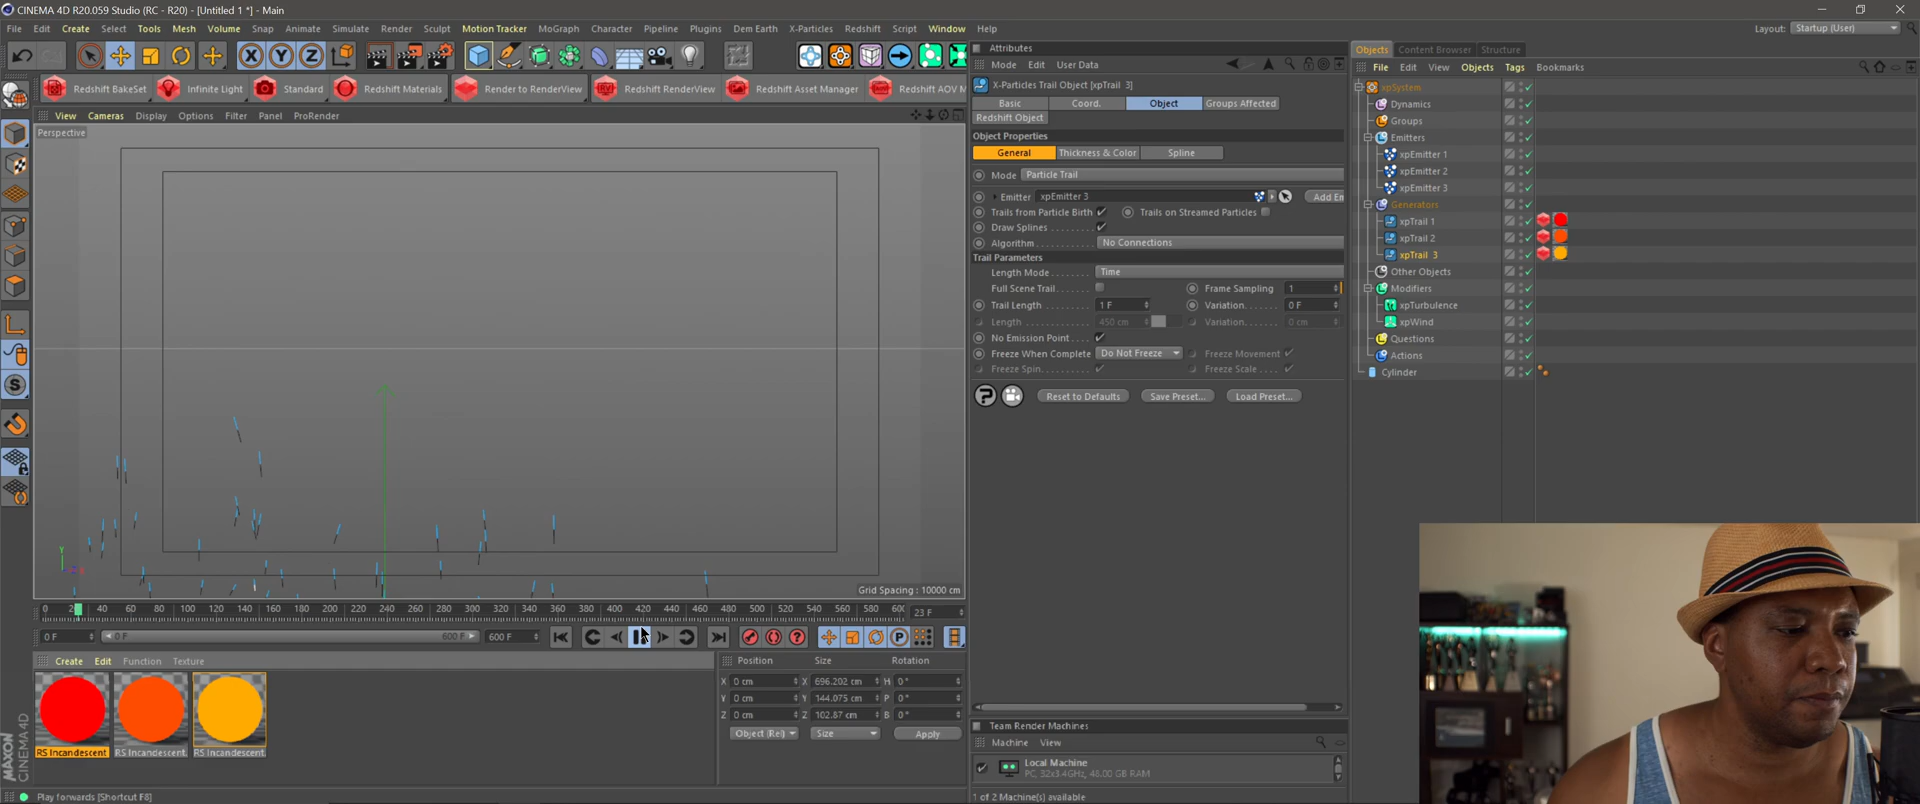 CINEMA 4D R20.059 Studio (RC - R20) - [Untitled 1 *] - Main
File Edit Create Select Tools Mesh Volume Snap Animate Simulate Render Sculpt Motion Tracker MoGraph Character Pipeline Plugins Dem Earth X-Particles Redshift Script Window Help
Layout: Startup (User)
Redshift BakeSet Infinite Light Standard Redshift Materials Render to RenderView Redshift RenderView Redshift Asset Manager Redshift AOV M
View Cameras Display Options Filter Panel ProRender
Perspective
Y
Grid Spacing : 10000 cm
0 2 40 60 80 100 120 140 160 180 200 220 240 260 280 300 320 340 360 380 400 420 440 460 480 500 520 540 560 580 600
23 F
0 F 0 F 600 F 600 F
Create Edit Function Texture
RS Incandescent RS Incandescent. RS Incandescent.
MAXON CINEMA 4D
Position Size Rotation
X 0 cm X 696.202 cm H 0 °
Y 0 cm Y 144.075 cm P 0 °
Z 0 cm Z 102.87 cm B 0 °
Object (Rel) Size Apply
Play forwards [Shortcut F8]
Attributes
Mode Edit User Data
X-Particles Trail Object [xpTrail 3]
Basic Coord. Object Groups Affected
Redshift Object
Object Properties
General Thickness & Color Spline
Mode Particle Trail
Emitter xpEmitter 3 Add Em
Trails from Particle Birth Trails on Streamed Particles
Draw Splines
Algorithm No Connections
Trail Parameters
Length Mode Time
Full Scene Trail Frame Sampling 1
Trail Length 1 F Variation 0 F
Length 450 cm Variation 0 cm
No Emission Point
Freeze When Complete Do Not Freeze Freeze Movement
Freeze Spin Freeze Scale
Reset to Defaults Save Preset... Load Preset...
Team Render Machines
Machine View
Local Machine
PC, 32x3.4GHz, 48.00 GB RAM
1 of 2 Machine(s) available
Objects Content Browser Structure
File Edit View Objects Tags Bookmarks
xpSystem
Dynamics
Groups
Emitters
xpEmitter 1
xpEmitter 2
xpEmitter 3
Generators
xpTrail 1
xpTrail 2
xpTrail 3
Other Objects
Modifiers
xpTurbulence
xpWind
Questions
Actions
Cylinder